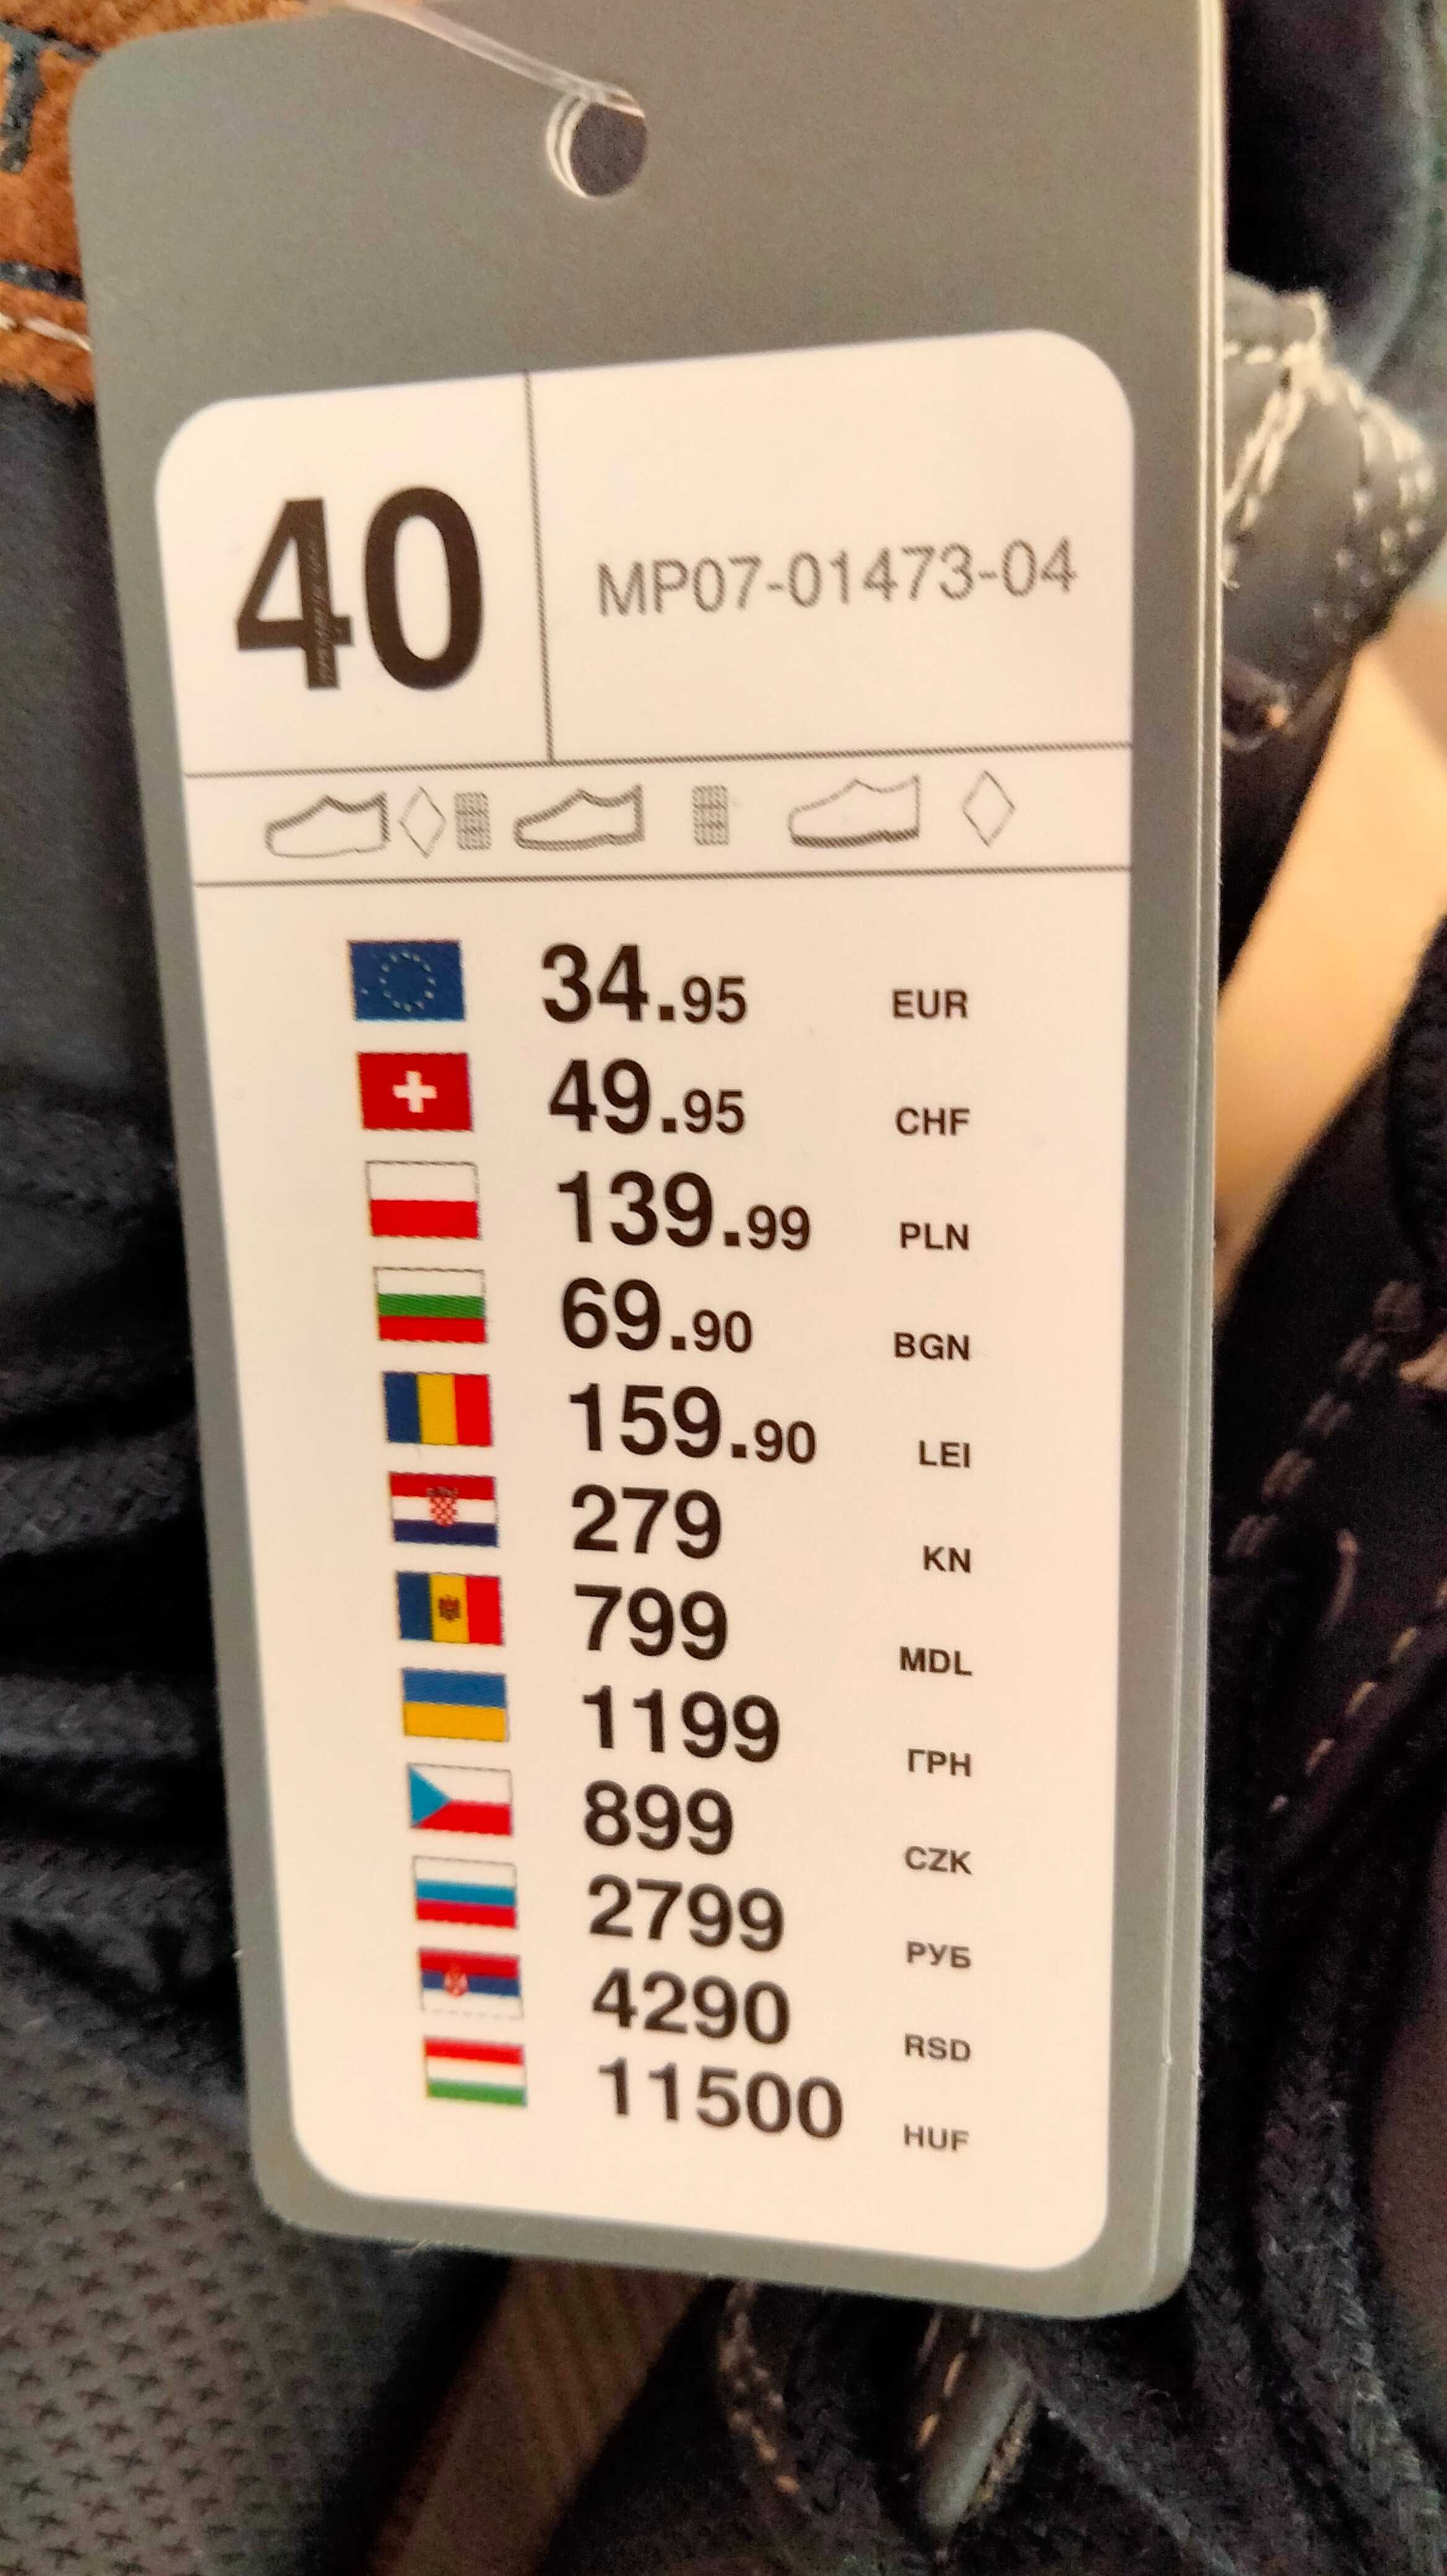 40
MP07-01473-04
34.95 EUR
49.95 CHF
139.99 PLN
69.90 BGN
159.90 LEI
279 KN
799 MDL
1199 ГРН
899 CZK
2799 РУБ
4290 RSD
11500 HUF